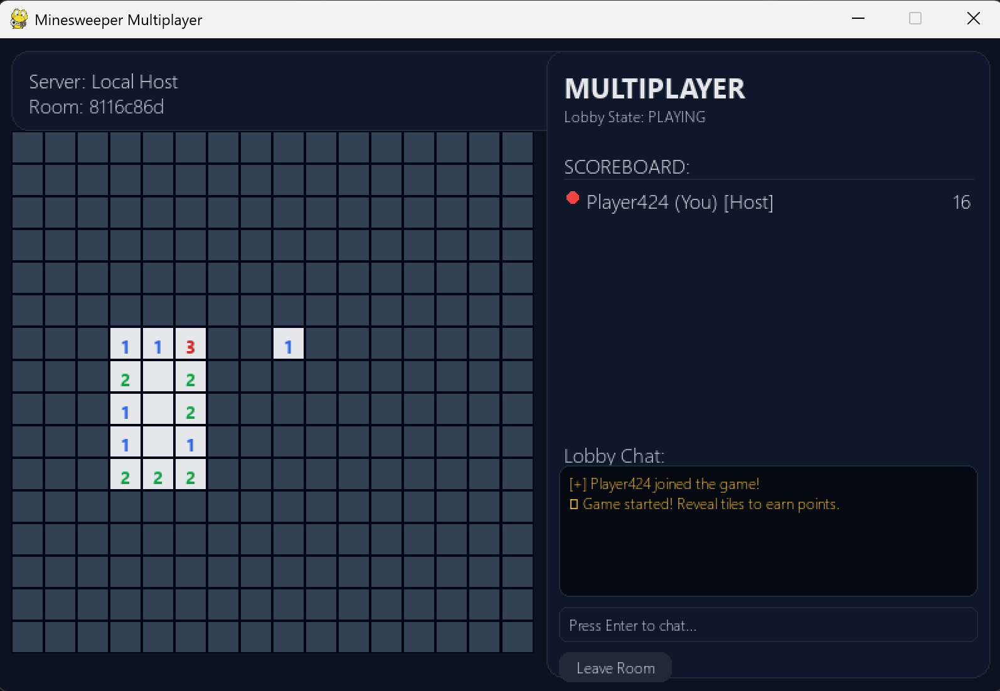 Minesweeper Multiplayer
Server: Local Host
Room: 8116c86d
MULTIPLAYER
Lobby State: PLAYING
SCOREBOARD:
Player424 (You) [Host] 16
1 1 3 1
2 2
1 2
1 1
2 2 2
Lobby Chat:
[+] Player424 joined the game!
▯ Game started! Reveal tiles to earn points.
Press Enter to chat...
Leave Room